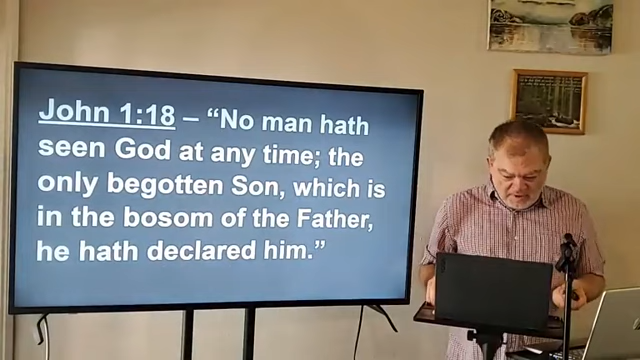 John 1:18 – “No man hath
seen God at any time; the
only begotten Son, which is
in the bosom of the Father,
he hath declared him.”